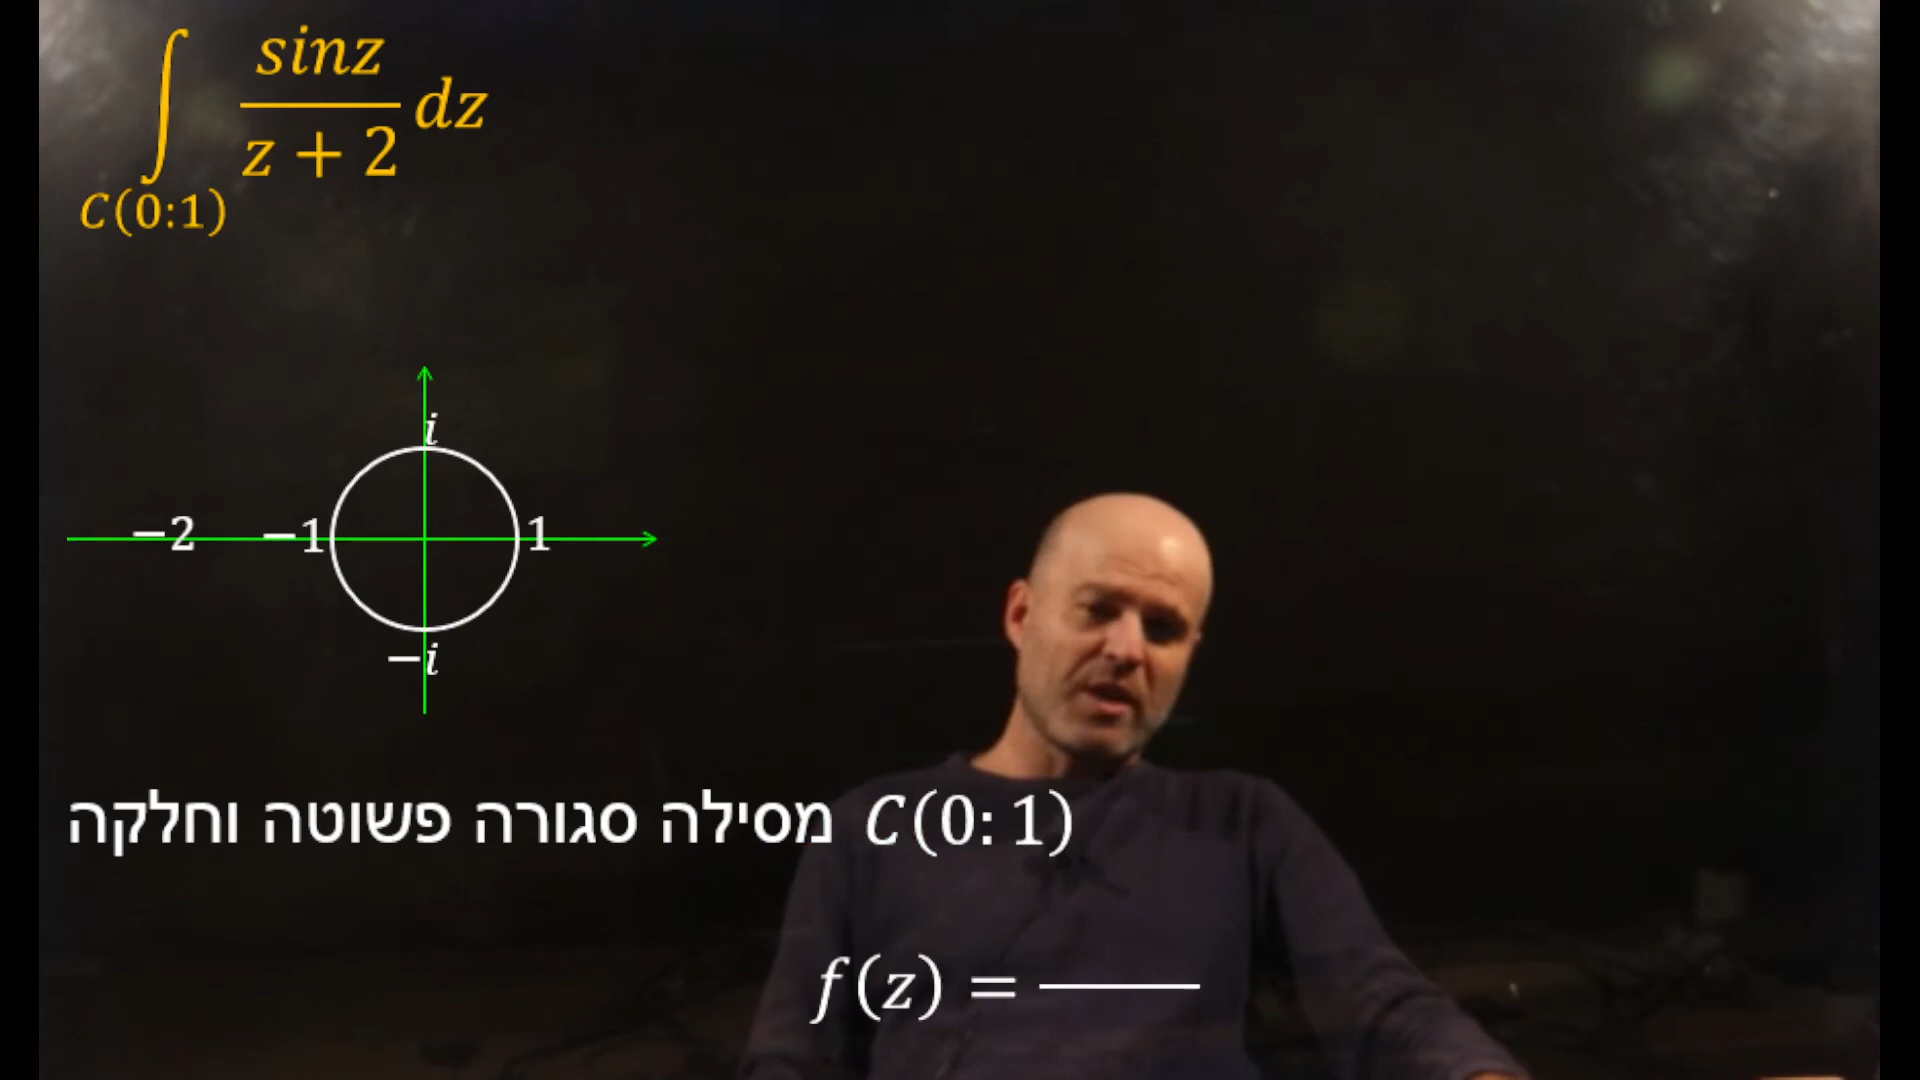 ∫ sinz / z + 2 dz
C(0:1)
i
−2 −1 1
−i
C(0:1) מסילה סגורה פשוטה וחלקה
f(z) =